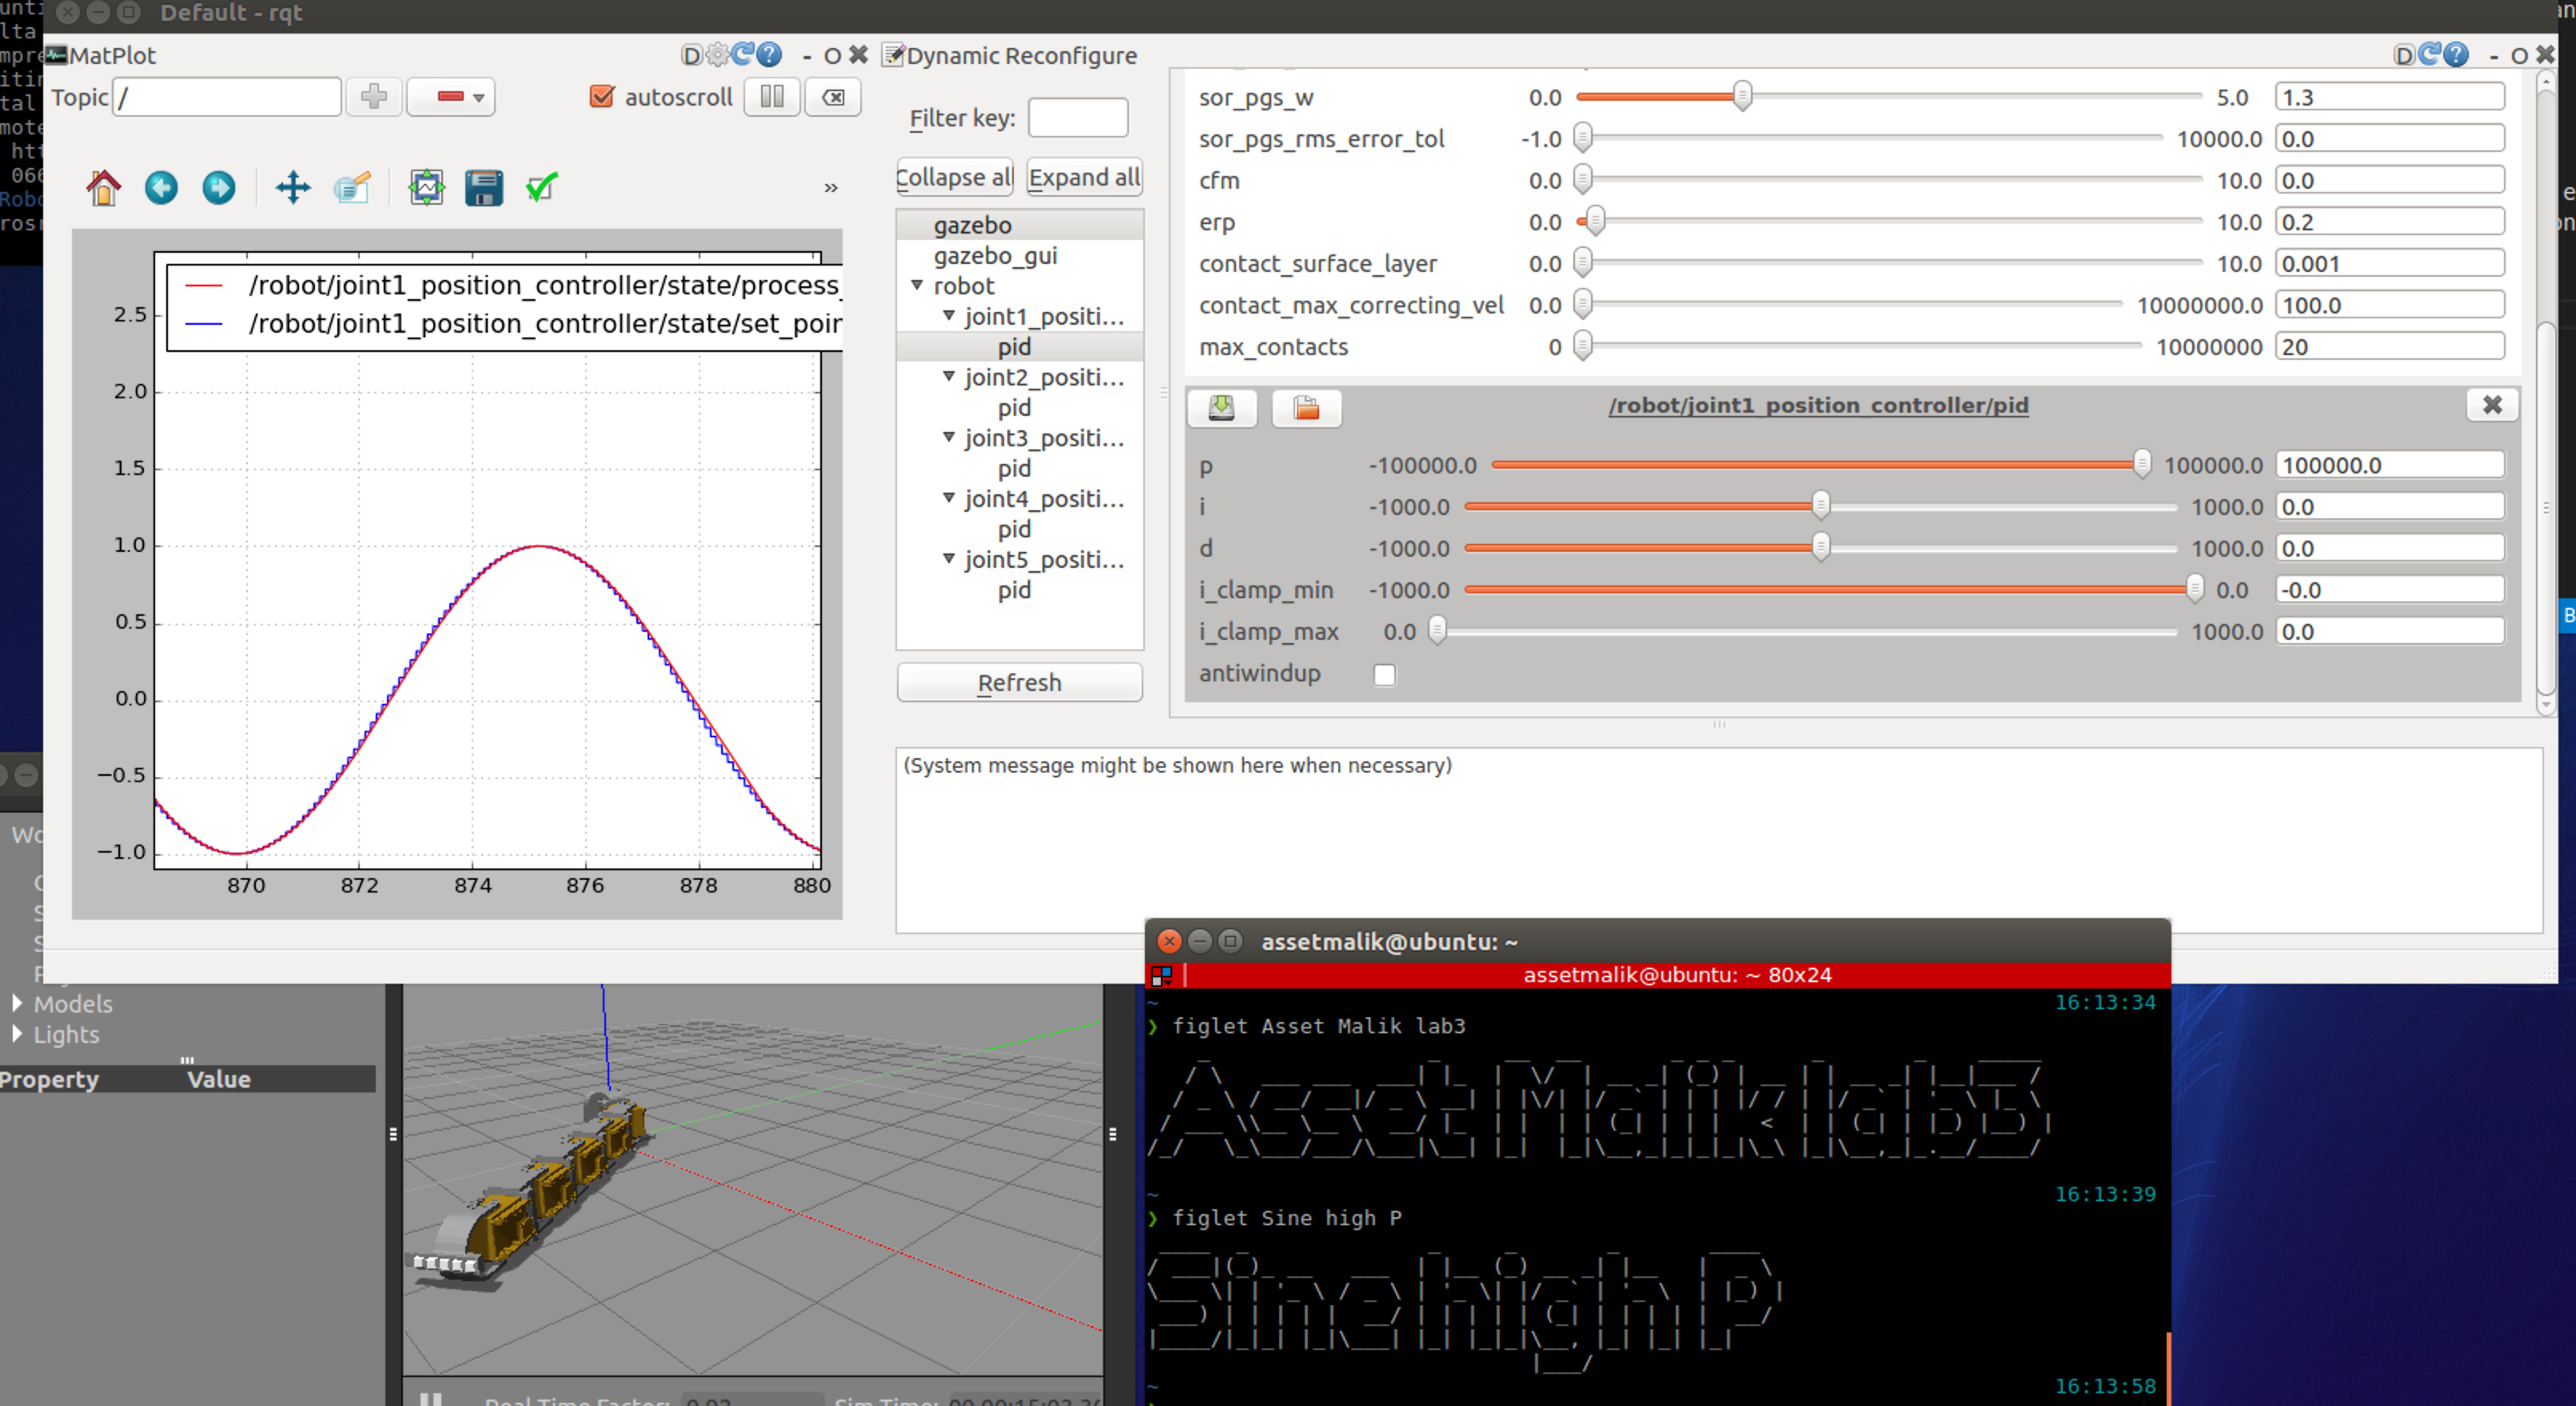 Default - rqt
MatPlot
Topic /
autoscroll
»
/robot/joint1_position_controller/state/process_
/robot/joint1_position_controller/state/set_poin
2.5
2.0
1.5
1.0
0.5
0.0
−0.5
−1.0
870 872 874 876 878 880
D - O
Dynamic Reconfigure
D - O
Filter key:
Collapse all Expand all
gazebo
gazebo_gui
robot
joint1_positi...
pid
joint2_positi...
pid
joint3_positi...
pid
joint4_positi...
pid
joint5_positi...
pid
Refresh
sor_pgs_w 0.0 5.0 1.3
sor_pgs_rms_error_tol -1.0 10000.0 0.0
cfm 0.0 10.0 0.0
erp 0.0 10.0 0.2
contact_surface_layer 0.0 10.0 0.001
contact_max_correcting_vel 0.0 10000000.0 100.0
max_contacts 0 10000000 20
/robot/joint1_position_controller/pid
p -100000.0 100000.0 100000.0
i -1000.0 1000.0 0.0
d -1000.0 1000.0 0.0
i_clamp_min -1000.0 0.0 -0.0
i_clamp_max 0.0 1000.0 0.0
antiwindup
(System message might be shown here when necessary)
Models
Lights
Property Value
assetmalik@ubuntu: ~
assetmalik@ubuntu: ~ 80x24
~ 16:13:34
❯ figlet Asset Malik lab3
Asset Malik lab3
~ 16:13:39
❯ figlet Sine high P
Sine high P
~ 16:13:58